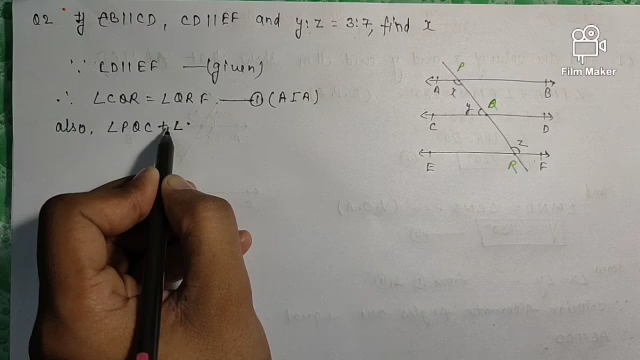 Q2 If AB||CD, CD||EF and y:z = 3:7, find x
∵ CD||EF —(given)
∴ ∠CQR = ∠QRF. —① (AIA)
also, ∠PQC + ∠
P
A x B
Q
y
C D
z
E R F
Film Maker